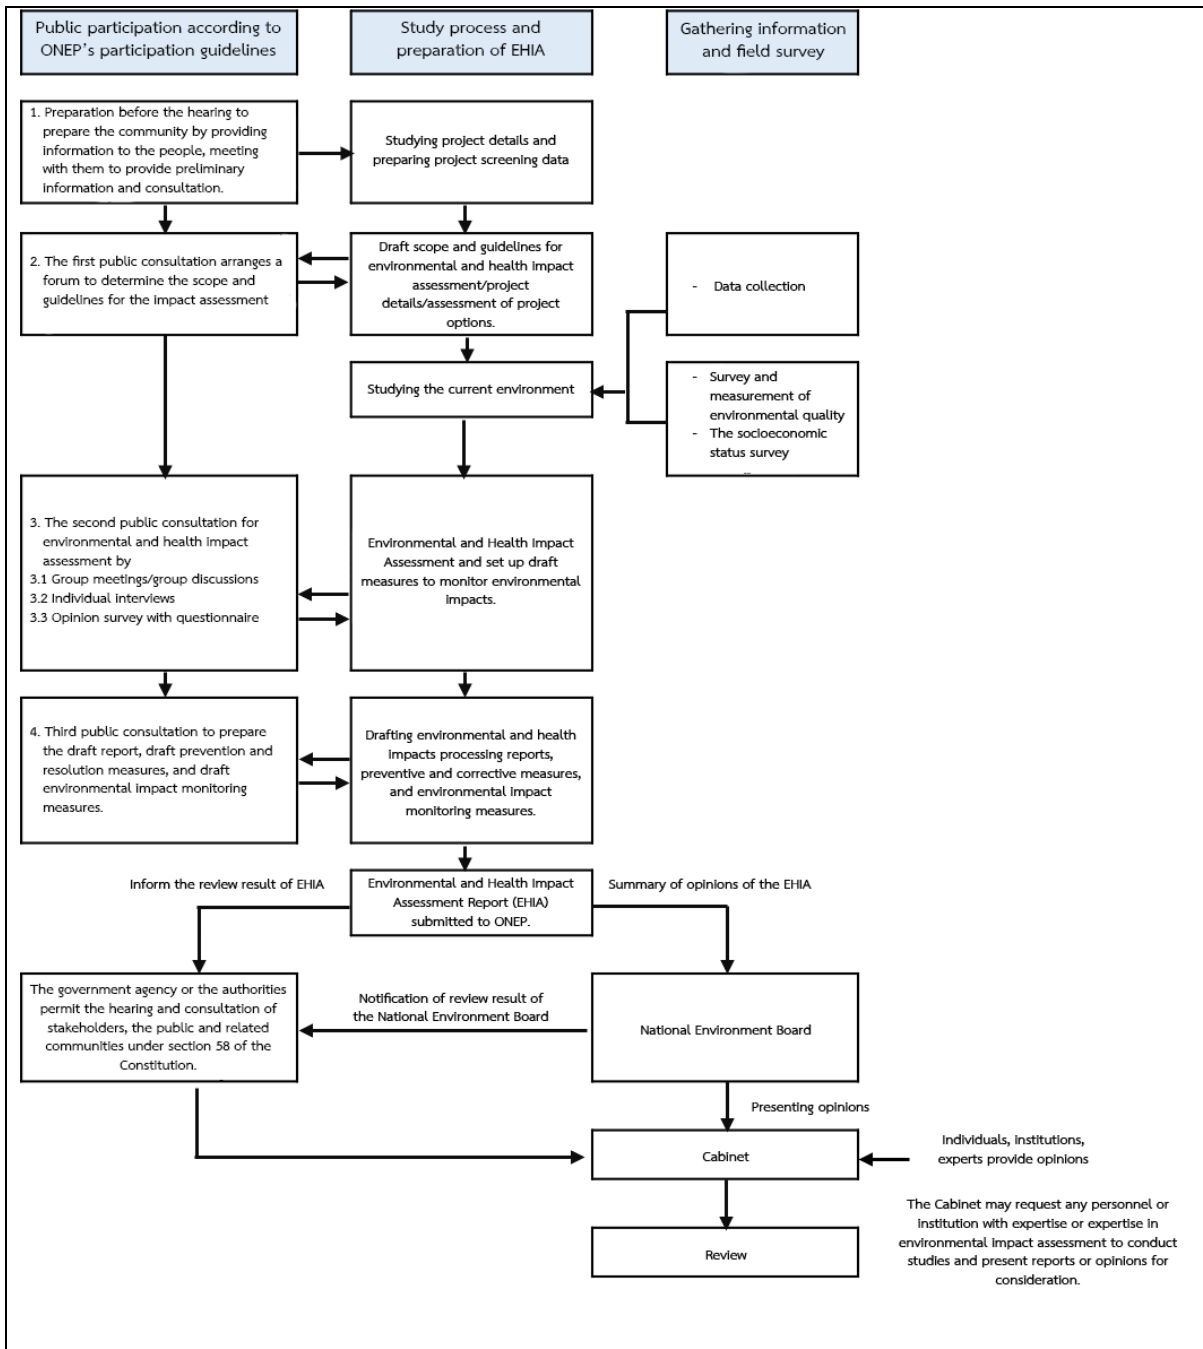 Public participation according to
ONEP's participation guidelines
Study process and
preparation of EHIA
Gathering information
and field survey
1. Preparation before the hearing to
prepare the community by providing
information to the people, meeting
with them to provide preliminary
information and consultation.
Studying project details and
preparing project screening data
2. The first public consultation arranges a
forum to determine the scope and
guidelines for the impact assessment
Draft scope and guidelines for
environmental and health impact
assessment/project
details/assessment of project
options.
- Data collection
Studying the current environment
- Survey and
measurement of
environmental quality
- The socioeconomic
status survey
3. The second public consultation for
environmental and health impact
assessment by
3.1 Group meetings/group discussions
3.2 Individual interviews
3.3 Opinion survey with questionnaire
Environmental and Health Impact
Assessment and set up draft
measures to monitor environmental
impacts.
4. Third public consultation to prepare
the draft report, draft prevention and
resolution measures, and draft
environmental impact monitoring
measures.
Drafting environmental and health
impacts processing reports,
preventive and corrective measures,
and environmental impact
monitoring measures.
Inform the review result of EHIA
Environmental and Health Impact
Assessment Report (EHIA)
submitted to ONEP.
Summary of opinions of the EHIA
The government agency or the authorities
permit the hearing and consultation of
stakeholders, the public and related
communities under section 58 of the
Constitution.
Notification of review result of
the National Environment Board
National Environment Board
Presenting opinions
Cabinet
Individuals, institutions,
experts provide opinions
Review
The Cabinet may request any personnel or
institution with expertise or expertise in
environmental impact assessment to conduct
studies and present reports or opinions for
consideration.